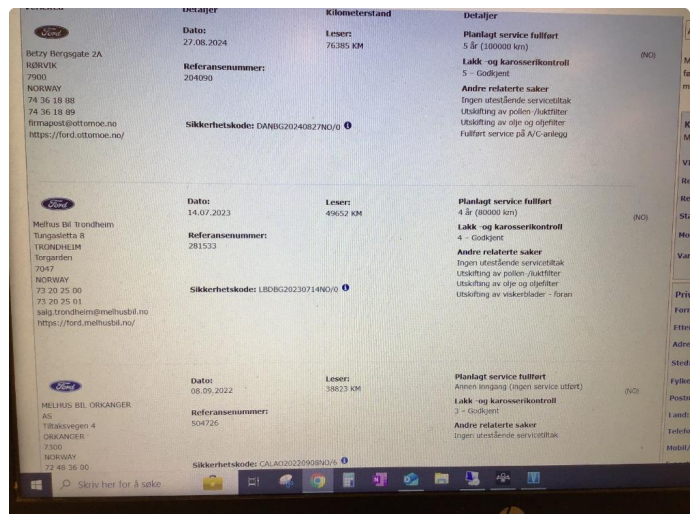 Detaljer
Kilometerstand
Detaljer
Ford
Betzy Bergsgate 2A
RØRVIK
7900
NORWAY
74 36 18 88
74 36 18 89
firmapost@ottomoe.no
https://ford.ottomoe.no/
Dato:
27.08.2024
Referansenummer:
204090
Sikkerhetskode: DANBG20240827NO/0
Leser:
76385 KM
Planlagt service fullført
5 år (100000 km)
Lakk -og karosserikontroll
5 - Godkjent
Andre relaterte saker
Ingen utestående servicetiltak
Utskifting av pollen-/luktfilter
Utskifting av olje og oljefilter
Fullført service på A/C-anlegg
(NO)
Ford
Melhus Bil Trondheim
Tungasletta 8
TRONDHEIM
Torgarden
7047
NORWAY
73 20 25 00
73 20 25 01
salg.trondheim@melhusbil.no
https://ford.melhusbil.no/
Dato:
14.07.2023
Referansenummer:
281533
Sikkerhetskode: LBDBG20230714NO/0
Leser:
49652 KM
Planlagt service fullført
4 år (80000 km)
Lakk -og karosserikontroll
4 - Godkjent
Andre relaterte saker
Ingen utestående servicetiltak
Utskifting av pollen-/luktfilter
Utskifting av olje og oljefilter
Utskifting av viskerblader - foran
(NO)
Ford
MELHUS BIL ORKANGER
AS
Tiltaksvegen 4
ORKANGER
7300
NORWAY
72 46 36 00
Dato:
08.09.2022
Referansenummer:
504726
Sikkerhetskode: CALAO20220908NO/6
Leser:
38823 KM
Planlagt service fullført
Annen inngang (ingen service utført)
Lakk -og karosserikontroll
3 - Godkjent
Andre relaterte saker
Ingen utestående servicetiltak
(NO)
Skriv her for å søke